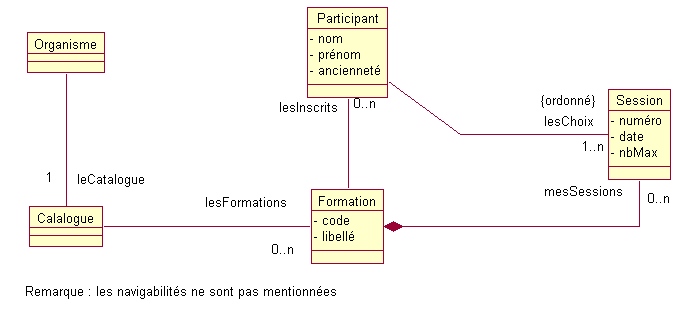 Participant
- nom
- prénom
- ancienneté
Organisme
lesInscrits
0..n
{ordonné}
lesChoix
1..n
Session
- numéro
- date
- nbMax
1
leCatalogue
lesFormations
Formation
- code
- libellé
mesSessions
0..n
Calalogue
0..n
Remarque : les navigabilités ne sont pas mentionnées